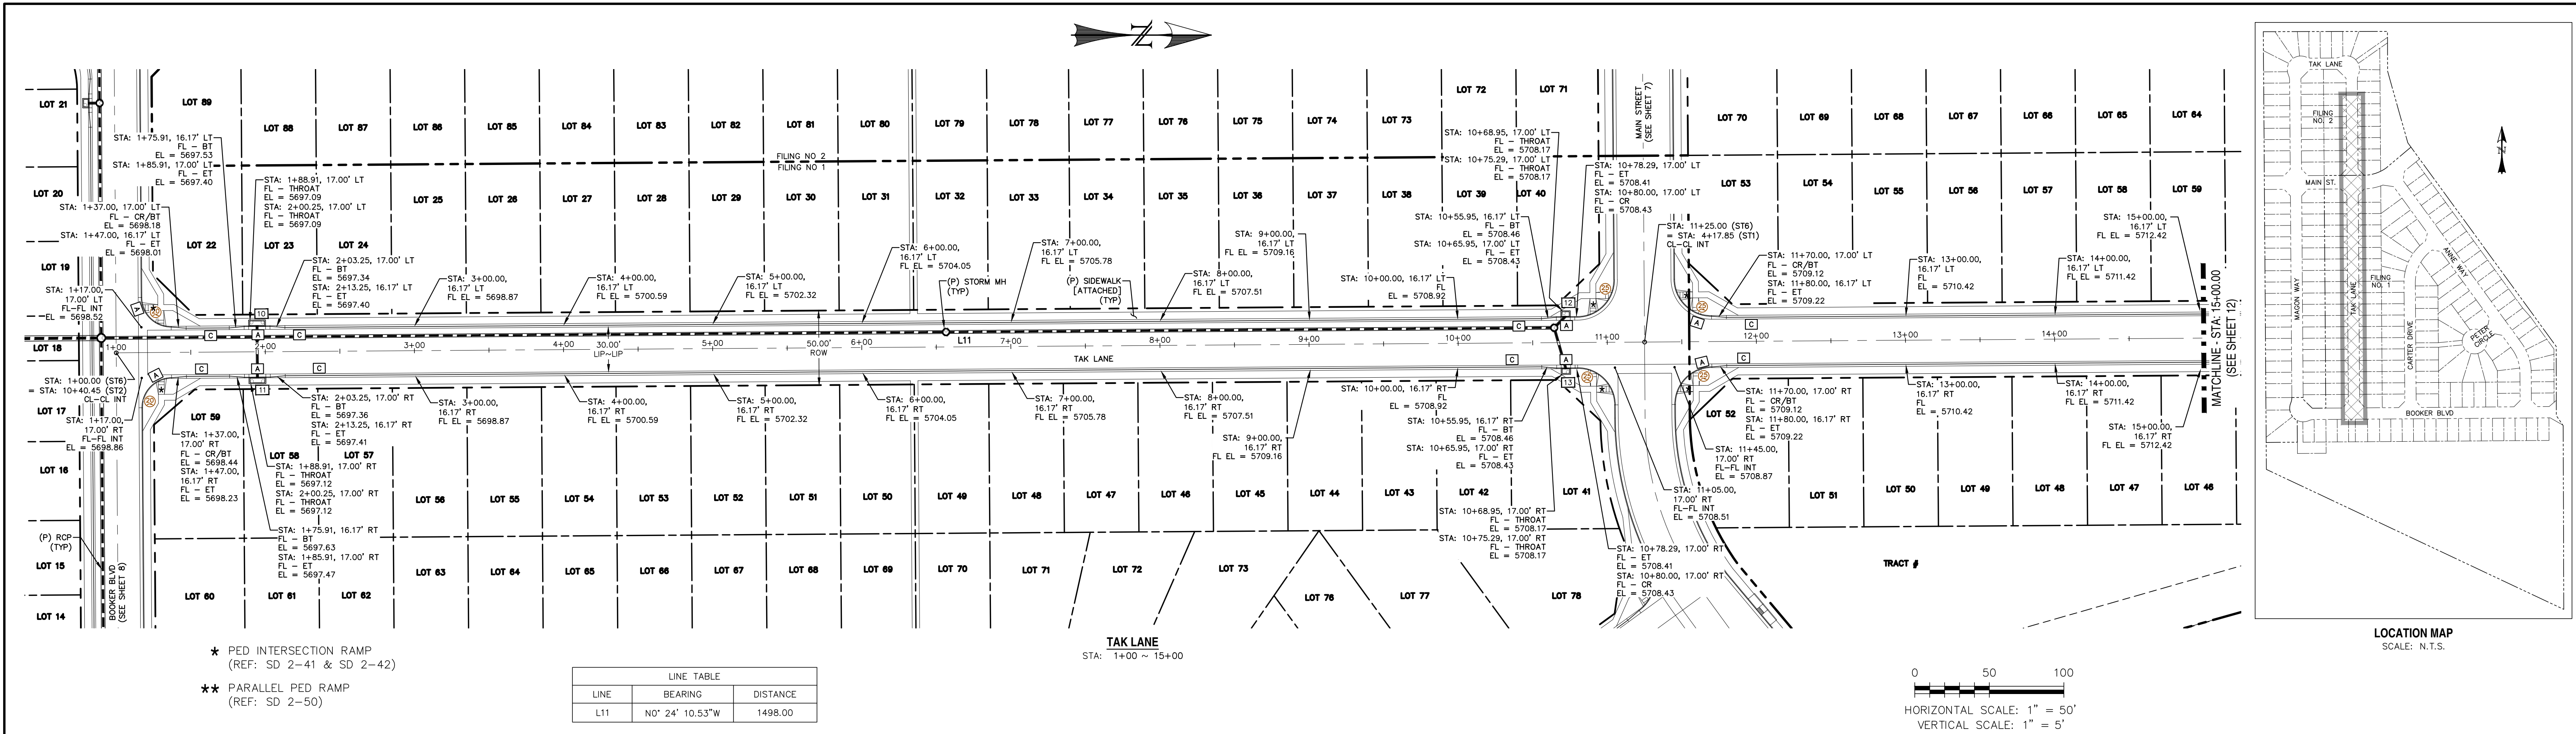 LOT 21
LOT 89
LOT 88
LOT 87
LOT 86
LOT 85
LOT 84
LOT 83
LOT 82
LOT 81
LOT 80
LOT 79
LOT 78
LOT 77
LOT 76
LOT 75
LOT 74
LOT 73
LOT 72
LOT 71
MAIN STREET
(SEE SHEET 7)
LOT 70
LOT 69
LOT 68
LOT 67
LOT 66
LOT 65
LOT 64
FILING NO 2
FILING NO 1
LOT 20
LOT 25
LOT 26
LOT 27
LOT 28
LOT 29
LOT 30
LOT 31
LOT 32
LOT 33
LOT 34
LOT 35
LOT 36
LOT 37
LOT 38
LOT 39
LOT 40
LOT 53
LOT 54
LOT 55
LOT 56
LOT 57
LOT 58
LOT 59
LOT 22
LOT 23
LOT 24
LOT 19
STA: 1+75.91, 16.17' LT
FL - BT
EL = 5697.53
STA: 1+85.91, 17.00' LT
FL - ET
EL = 5697.40
STA: 1+88.91, 17.00' LT
FL - THROAT
EL = 5697.09
STA: 2+00.25, 17.00' LT
FL - THROAT
EL = 5697.09
STA: 1+37.00, 17.00' LT
FL - CR/BT
EL = 5698.18
STA: 1+47.00, 16.17' LT
FL - ET
EL = 5698.01
STA: 1+17.00,
17.00' LT
FL-FL INT
EL = 5698.52
STA: 2+03.25, 17.00' LT
FL - BT
EL = 5697.34
STA: 2+13.25, 16.17' LT
FL - ET
EL = 5697.40
STA: 3+00.00,
16.17' LT
FL EL = 5698.87
STA: 4+00.00,
16.17' LT
FL EL = 5700.59
STA: 5+00.00,
16.17' LT
FL EL = 5702.32
STA: 6+00.00,
16.17' LT
FL EL = 5704.05
(P) STORM MH
(TYP)
STA: 7+00.00,
16.17' LT
FL EL = 5705.78
(P) SIDEWALK
[ATTACHED]
(TYP)
STA: 8+00.00,
16.17' LT
FL EL = 5707.51
STA: 9+00.00,
16.17' LT
FL EL = 5709.16
STA: 10+00.00, 16.17' LT
FL
EL = 5708.92
STA: 10+55.95, 16.17' LT
FL - BT
EL = 5708.46
STA: 10+65.95, 17.00' LT
FL - ET
EL = 5708.43
STA: 10+68.95, 17.00' LT
FL - THROAT
EL = 5708.17
STA: 10+75.29, 17.00' LT
FL - THROAT
EL = 5708.17
STA: 10+78.29, 17.00' LT
FL - ET
EL = 5708.41
STA: 10+80.00, 17.00' LT
FL - CR
EL = 5708.43
STA: 11+25.00 (ST6)
= STA: 4+17.85 (ST1)
CL-CL INT
STA: 11+70.00, 17.00' LT
FL - CR/BT
EL = 5709.12
STA: 11+80.00, 16.17' LT
FL - ET
EL = 5709.22
STA: 13+00.00,
16.17' LT
FL
EL = 5710.42
STA: 14+00.00,
16.17' LT
FL EL = 5711.42
STA: 15+00.00,
16.17' LT
FL EL = 5712.42
MATCHLINE - STA: 15+00.00
(SEE SHEET 12)
10
12
A
C
LOT 18
1+00
2+00
3+00
4+00
30.00'
LIP~LIP
5+00
50.00'
ROW
6+00
L11
7+00
TAK LANE
8+00
9+00
10+00
11+00
12+00
13+00
14+00
11
13
25
STA: 1+00.00 (ST6)
= STA: 10+40.45 (ST2)
CL-CL INT
LOT 17
STA: 1+17.00,
17.00' RT
FL-FL INT
EL = 5698.86
LOT 59
STA: 1+37.00,
17.00' RT
FL - CR/BT
EL = 5698.44
STA: 1+47.00,
16.17' RT
FL - ET
EL = 5698.23
STA: 2+03.25, 17.00' RT
FL - BT
EL = 5697.36
STA: 2+13.25, 16.17' RT
FL - ET
EL = 5697.41
LOT 58
LOT 57
STA: 1+88.91, 17.00' RT
FL - THROAT
EL = 5697.12
STA: 2+00.25, 17.00' RT
FL - THROAT
EL = 5697.12
STA: 1+75.91, 16.17' RT
FL - BT
EL = 5697.63
STA: 1+85.91, 17.00' RT
FL - ET
EL = 5697.47
STA: 3+00.00,
16.17' RT
FL EL = 5698.87
STA: 4+00.00,
16.17' RT
FL EL = 5700.59
STA: 5+00.00,
16.17' RT
FL EL = 5702.32
STA: 6+00.00,
16.17' RT
FL EL = 5704.05
STA: 7+00.00,
16.17' RT
FL EL = 5705.78
STA: 8+00.00,
16.17' RT
FL EL = 5707.51
STA: 9+00.00,
16.17' RT
FL EL = 5709.16
STA: 10+00.00, 16.17' RT
FL
EL = 5708.92
STA: 10+55.95, 16.17' RT
FL - BT
EL = 5708.46
STA: 10+65.95, 17.00' RT
FL - ET
EL = 5708.43
STA: 10+68.95, 17.00' RT
FL - THROAT
EL = 5708.17
STA: 10+75.29, 17.00' RT
FL - THROAT
EL = 5708.17
STA: 10+78.29, 17.00' RT
FL - ET
EL = 5708.41
STA: 10+80.00, 17.00' RT
FL - CR
EL = 5708.43
STA: 11+05.00,
17.00' RT
FL-FL INT
EL = 5708.51
STA: 11+45.00,
17.00' RT
FL-FL INT
EL = 5708.87
LOT 52
STA: 11+70.00, 17.00' RT
FL - CR/BT
EL = 5709.12
STA: 11+80.00, 16.17' RT
FL - ET
EL = 5709.22
STA: 13+00.00,
16.17' RT
FL
EL = 5710.42
STA: 14+00.00,
16.17' RT
FL EL = 5711.42
STA: 15+00.00,
16.17' RT
FL EL = 5712.42
LOT 16
LOT 56
LOT 55
LOT 54
LOT 53
LOT 52
LOT 51
LOT 50
LOT 49
LOT 48
LOT 47
LOT 46
LOT 45
LOT 44
LOT 43
LOT 42
LOT 41
LOT 51
LOT 50
LOT 49
LOT 48
LOT 47
LOT 46
(P) RCP
(TYP)
LOT 15
BOOKER BLVD
(SEE SHEET 8)
LOT 14
LOT 60
LOT 61
LOT 62
LOT 63
LOT 64
LOT 65
LOT 66
LOT 67
LOT 68
LOT 69
LOT 70
LOT 71
LOT 72
LOT 73
LOT 76
LOT 77
LOT 78
TRACT #
* PED INTERSECTION RAMP
(REF: SD 2-41 & SD 2-42)
** PARALLEL PED RAMP
(REF: SD 2-50)
LINE TABLE
LINE BEARING DISTANCE
L11 N0° 24' 10.53"W 1498.00
TAK LANE
STA: 1+00 ~ 15+00
0 50 100
HORIZONTAL SCALE: 1" = 50'
VERTICAL SCALE: 1" = 5'
TAK LANE
FILING
NO. 2
MAIN ST.
ANNE WAY
MAGON WAY
TAK LANE
FILING
NO. 1
CARTER DRIVE
PETER
CIRCLE
BOOKER BLVD
LOCATION MAP
SCALE: N.T.S.